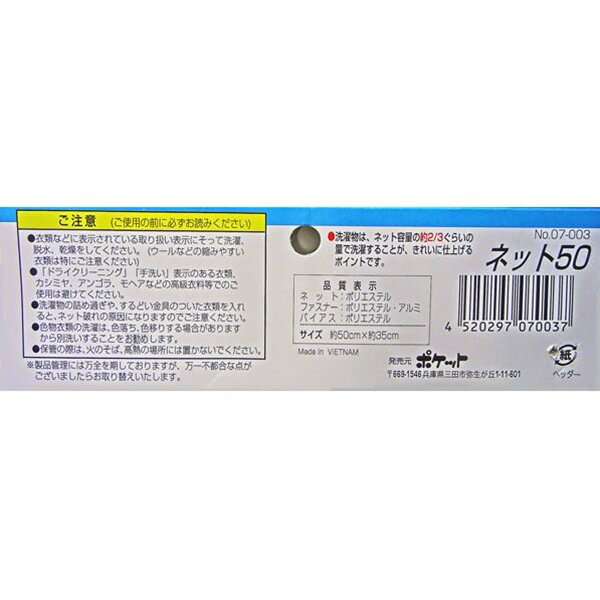 ご注意 (ご使用の前に必ずお読みください)
●衣類などに表示されている取り扱い表示にそって洗濯、
脱水、乾燥をしてください。(ウールなどの縮みやすい
衣類は特にご注意ください)
●「ドライクリーニング」「手洗い」表示のある衣類、
カシミヤ、アンゴラ、モヘアなどの高級衣料等でのご
使用は避けてください。
●洗濯物の詰め過ぎや、するどい金具のついた衣類を入れ
ると、ネット破れの原因になりますのでご注意ください。
●色物衣類の洗濯は、色落ち、色移りする場合があります
から別洗いすることをお勧めします。
●保管の際は、火のそば、高熱の場所には置かないでください。
※製品管理には万全を期しておりますが、万一不都合な点が
ございましたらお取り替えいたします。
●洗濯物は、ネット容量の約2/3ぐらいの
量で洗濯することが、きれいに仕上げる
ポイントです。
品質表示
ネット：ポリエステル
ファスナー：ポリエステル・アルミ
バイアス：ポリエステル
サイズ 約50cm×約35cm
Made in VIETNAM
No.07-003
ネット50
4 520297 070037
発売元 ポケット
〒669-1546 兵庫県三田市弥生が丘1-11-601
紙
ヘッダー